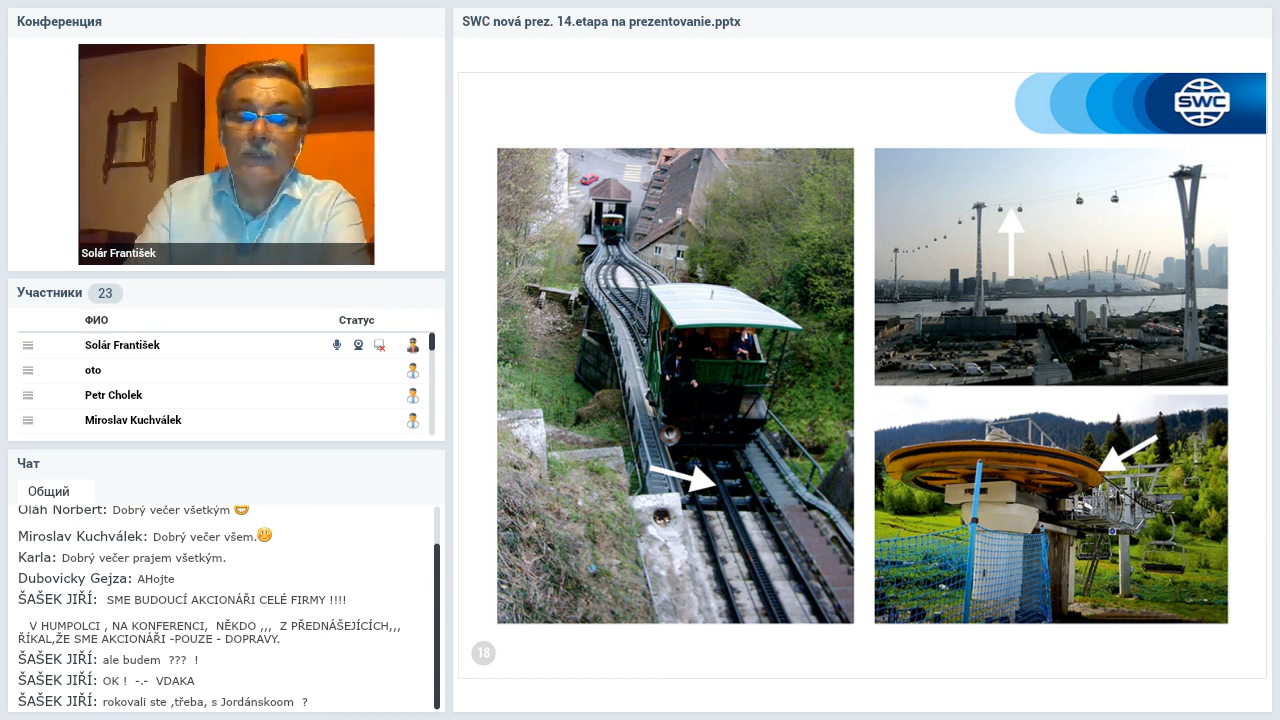 Конференция
Solár František
Участники 23
ФИО Статус
Solár František
oto
Petr Cholek
Miroslav Kuchválek
Чат
Общий
Olah Norbert: Dobrý večer všetkým
Miroslav Kuchválek: Dobrý večer všem.
Karla: Dobrý večer prajem všetkým.
Dubovicky Gejza: AHojte
ŠAŠEK JIŘÍ: SME BUDOUCÍ AKCIONÁŘI CELÉ FIRMY !!!!
V HUMPOLCI , NA KONFERENCI , NĚKDO ,,, Z PŘEDNAŠEJÍCÍCH,,,
ŘÍKAL,ŽE SME AKCIONÁŘI -POUZE - DOPRAVY.
ŠAŠEK JIŘÍ: ale budem ??? !
ŠAŠEK JIŘÍ: OK ! -.- VDAKA
ŠAŠEK JIŘÍ: rokovali ste ,třeba, s Jordánskoom ?
SWC nová prez. 14.etapa na prezentovanie.pptx
SWC
18